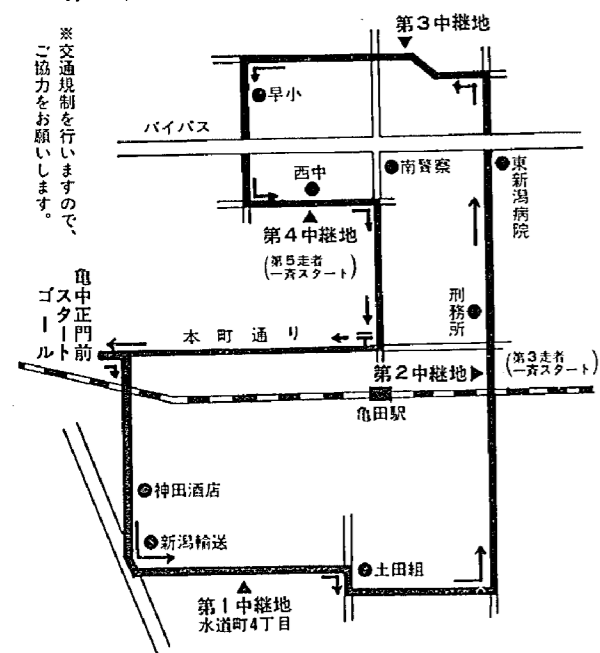 ※交通規制を行いますので、
ご協力をお願いします。
第3中継地
早小
バイパス
西中
南警察
東新潟病院
第4中継地
(第5走者
一斉スタート)
刑務所
亀中正門前
スタート
ゴール
本町通り
〒
第2中継地
(第3走者
一斉スタート)
亀田駅
神田酒店
新潟輸送
土田組
第1中継地
水道町4丁目